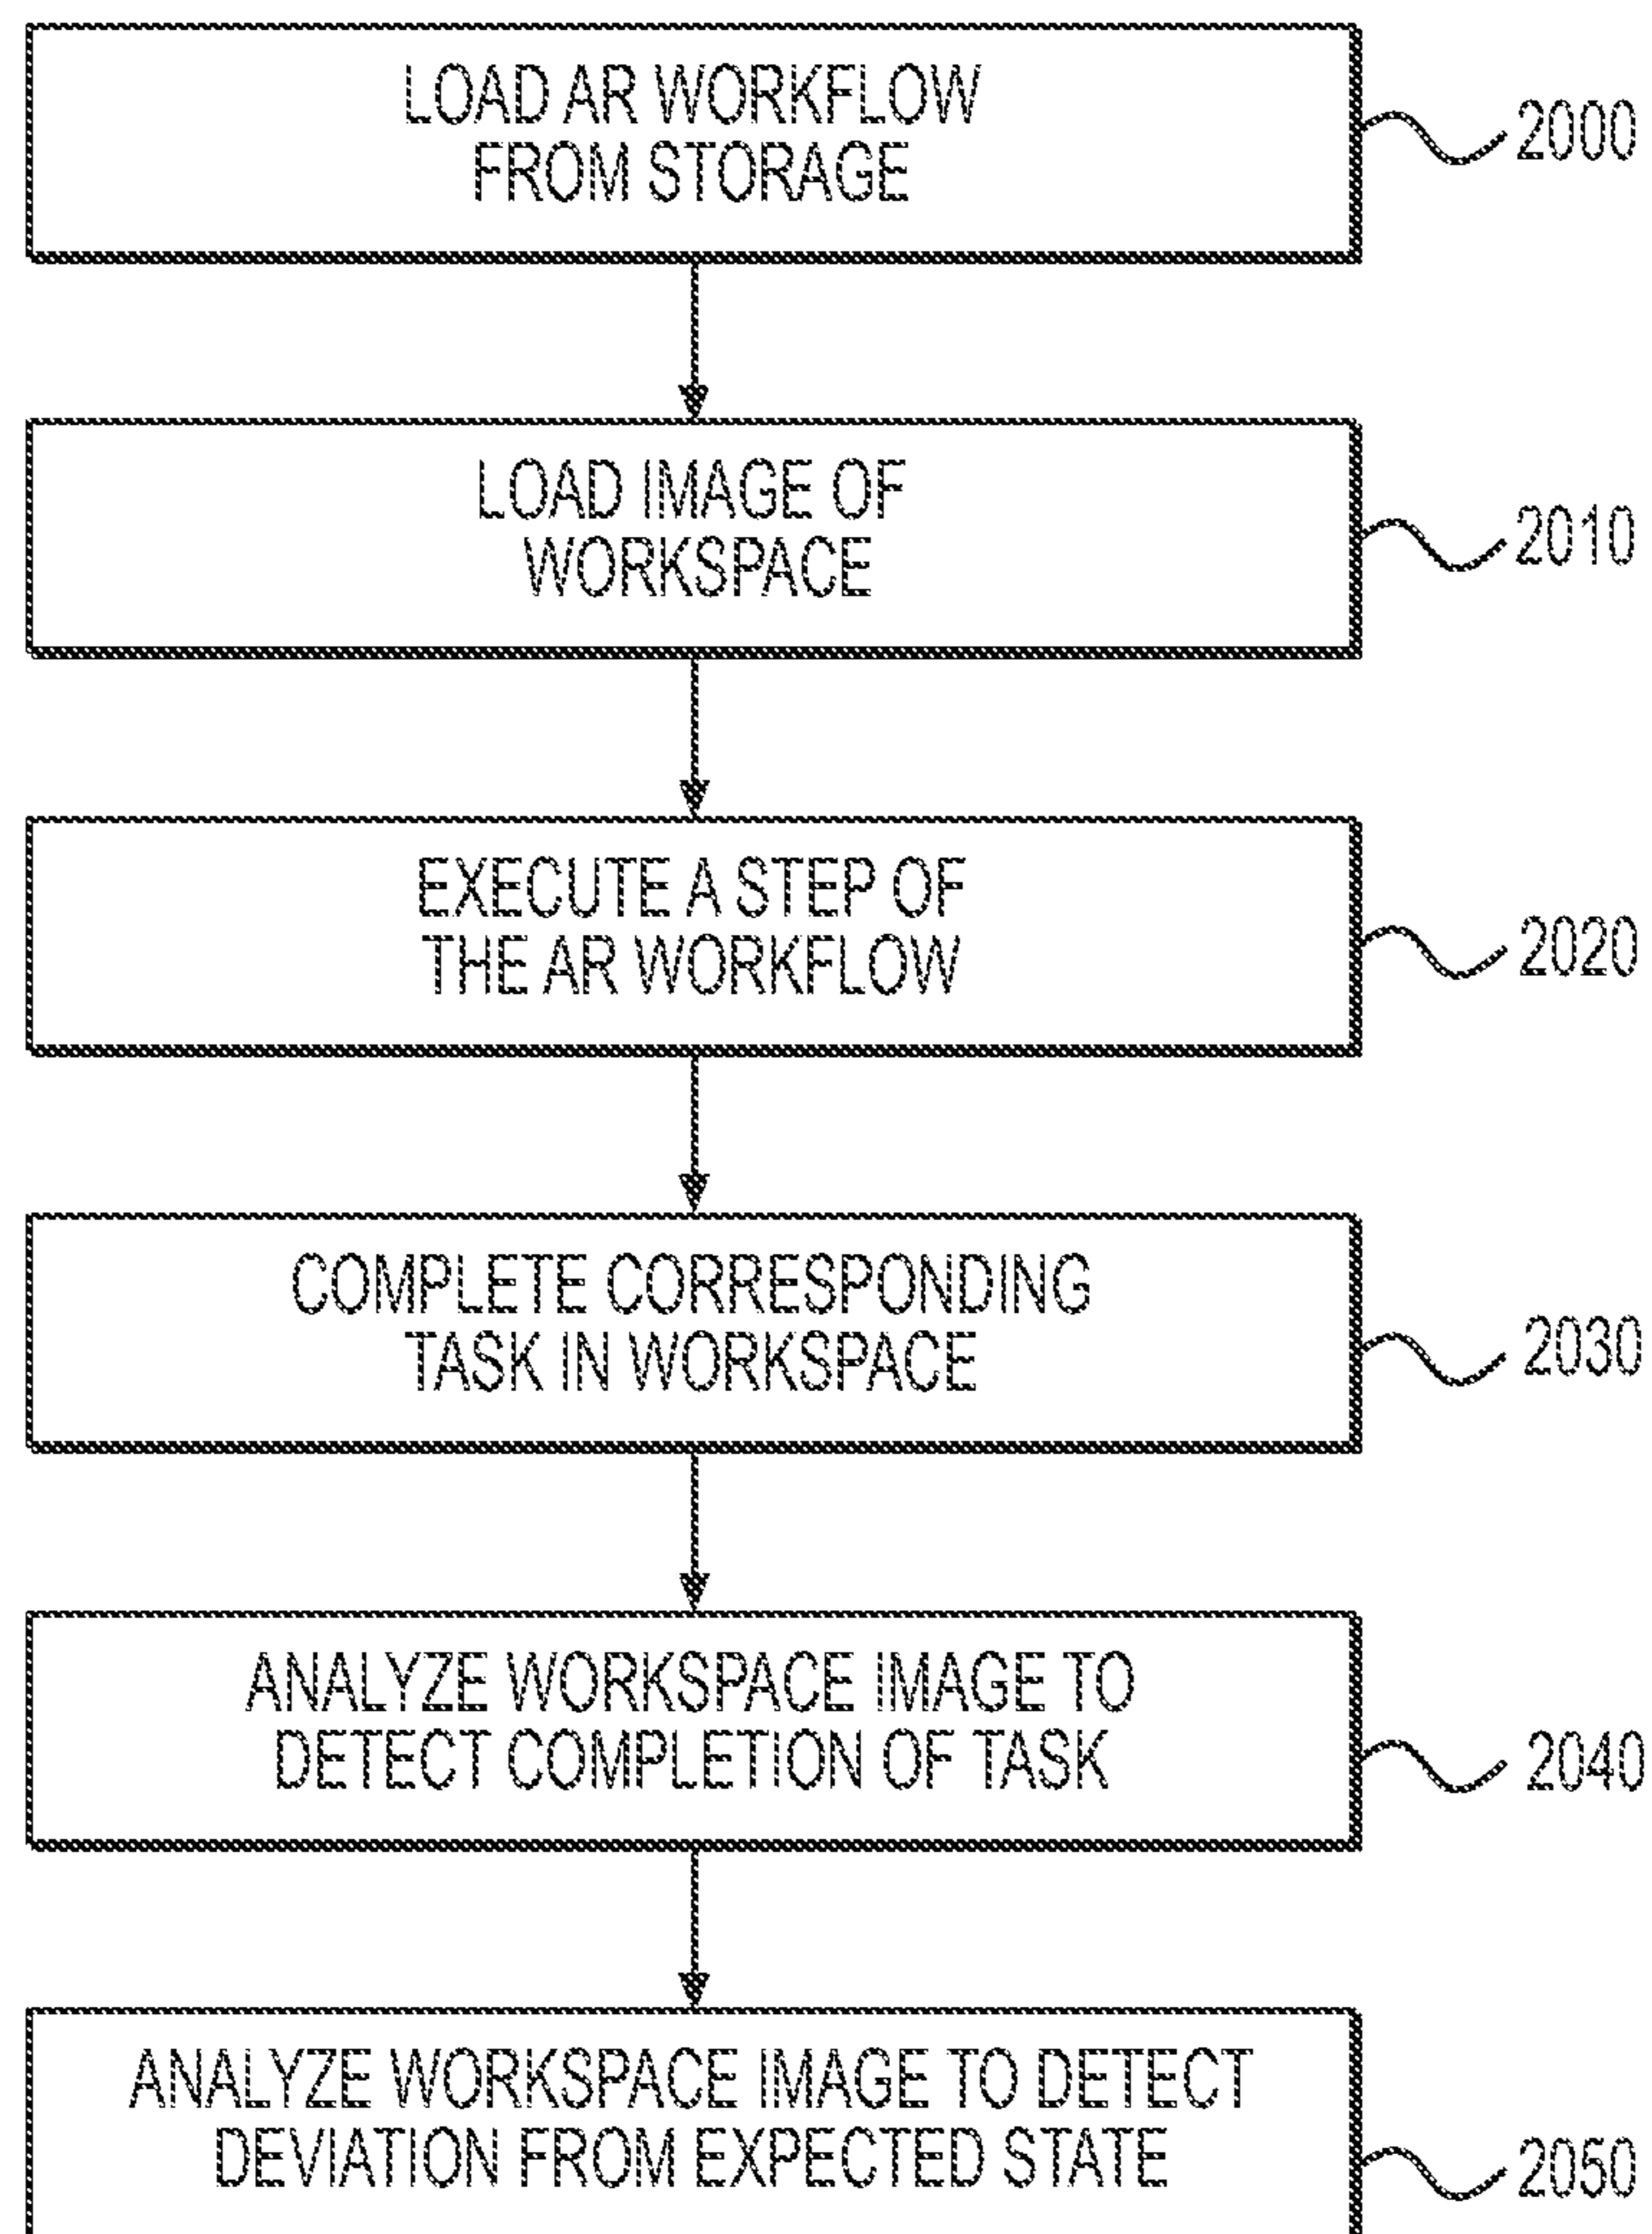 LOAD AR WORKFLOW
FROM STORAGE
2000
LOAD IMAGE OF
WORKSPACE
2010
EXECUTE A STEP OF
THE AR WORKFLOW
2020
COMPLETE CORRESPONDING
TASK IN WORKSPACE
2030
ANALYZE WORKSPACE IMAGE TO
DETECT COMPLETION OF TASK
2040
ANALYZE WORKSPACE IMAGE TO DETECT
DEVIATION FROM EXPECTED STATE
2050